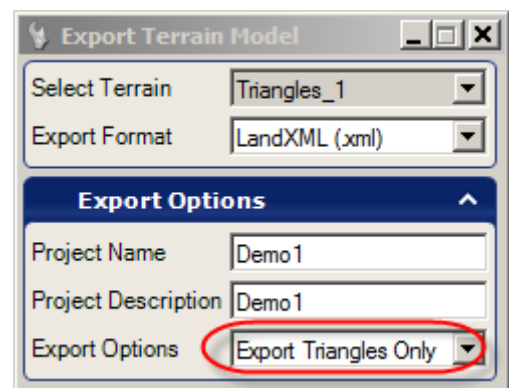 Export Terrain Model
Select Terrain Triangles_1
Export Format LandXML (.xml)
Export Options
Project Name Demo1
Project Description Demo1
Export Options Export Triangles Only